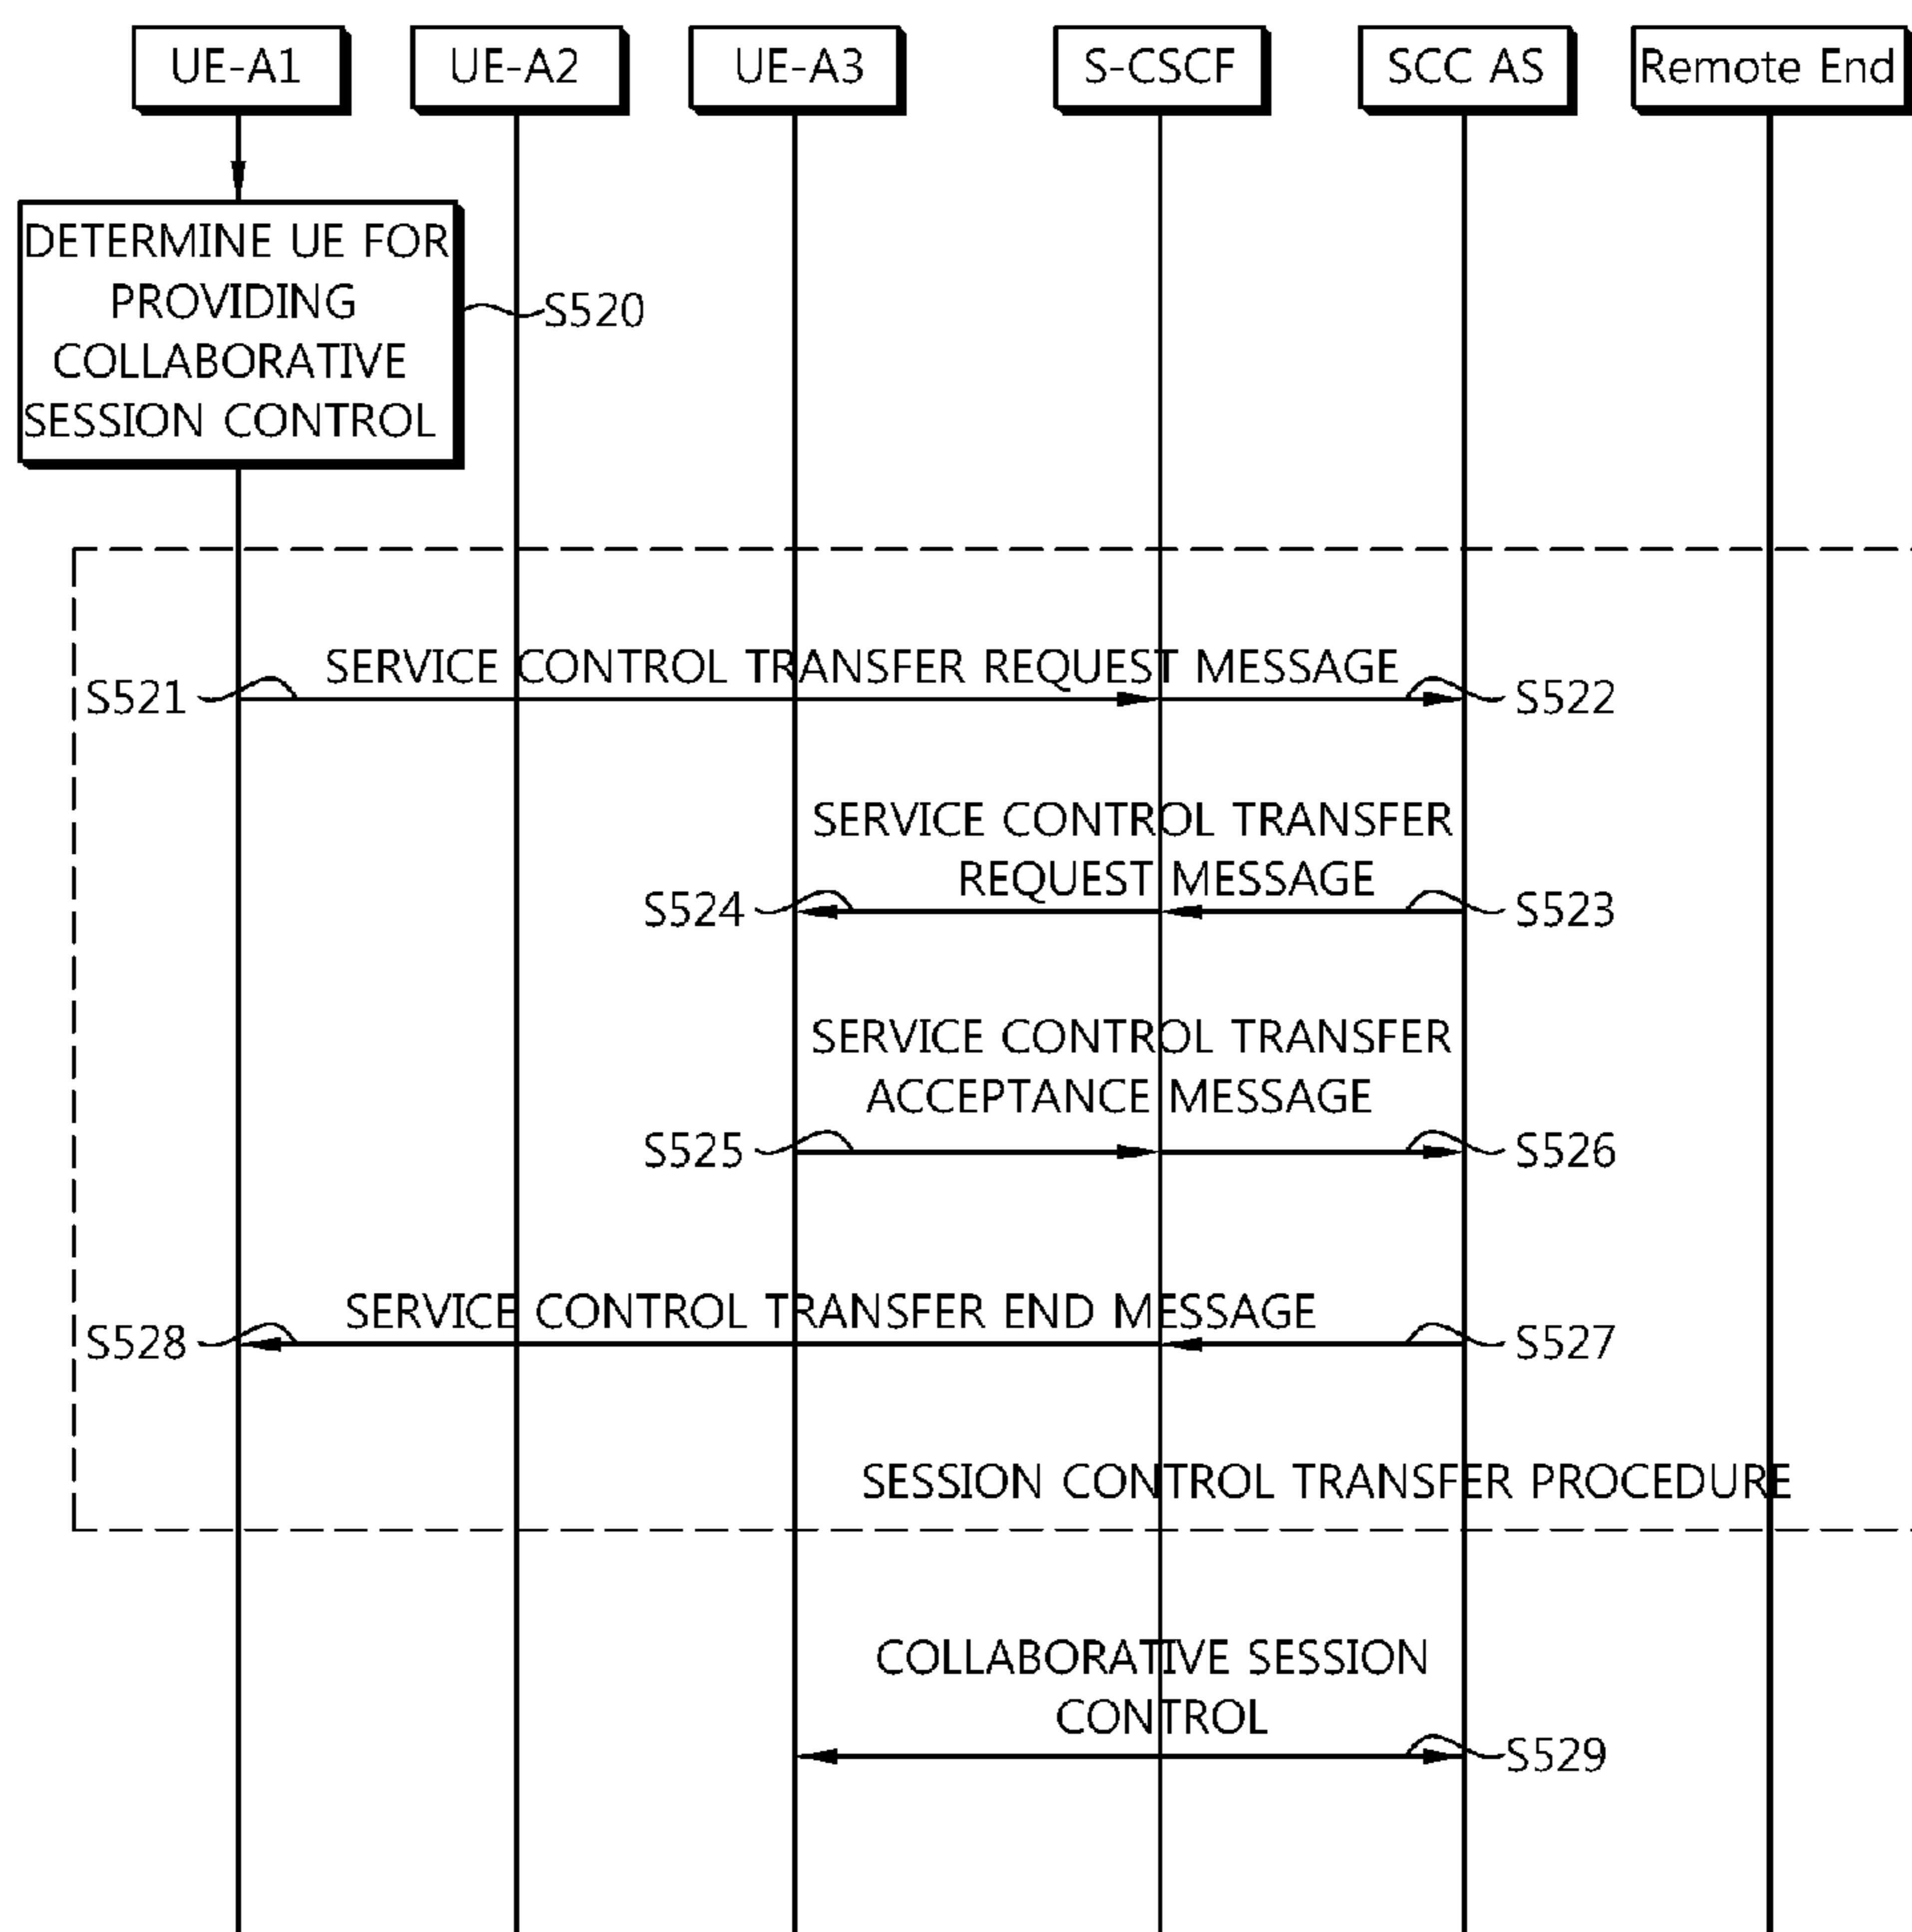 UE-A1 UE-A2 UE-A3 S-CSCF SCC AS Remote End
DETERMINE UE FOR
PROVIDING
COLLABORATIVE
SESSION CONTROL
S520
SERVICE CONTROL TRANSFER REQUEST MESSAGE
S521 S522
SERVICE CONTROL TRANSFER
REQUEST MESSAGE
S524 S523
SERVICE CONTROL TRANSFER
ACCEPTANCE MESSAGE
S525 S526
SERVICE CONTROL TRANSFER END MESSAGE
S528 S527
SESSION CONTROL TRANSFER PROCEDURE
COLLABORATIVE SESSION
CONTROL
S529